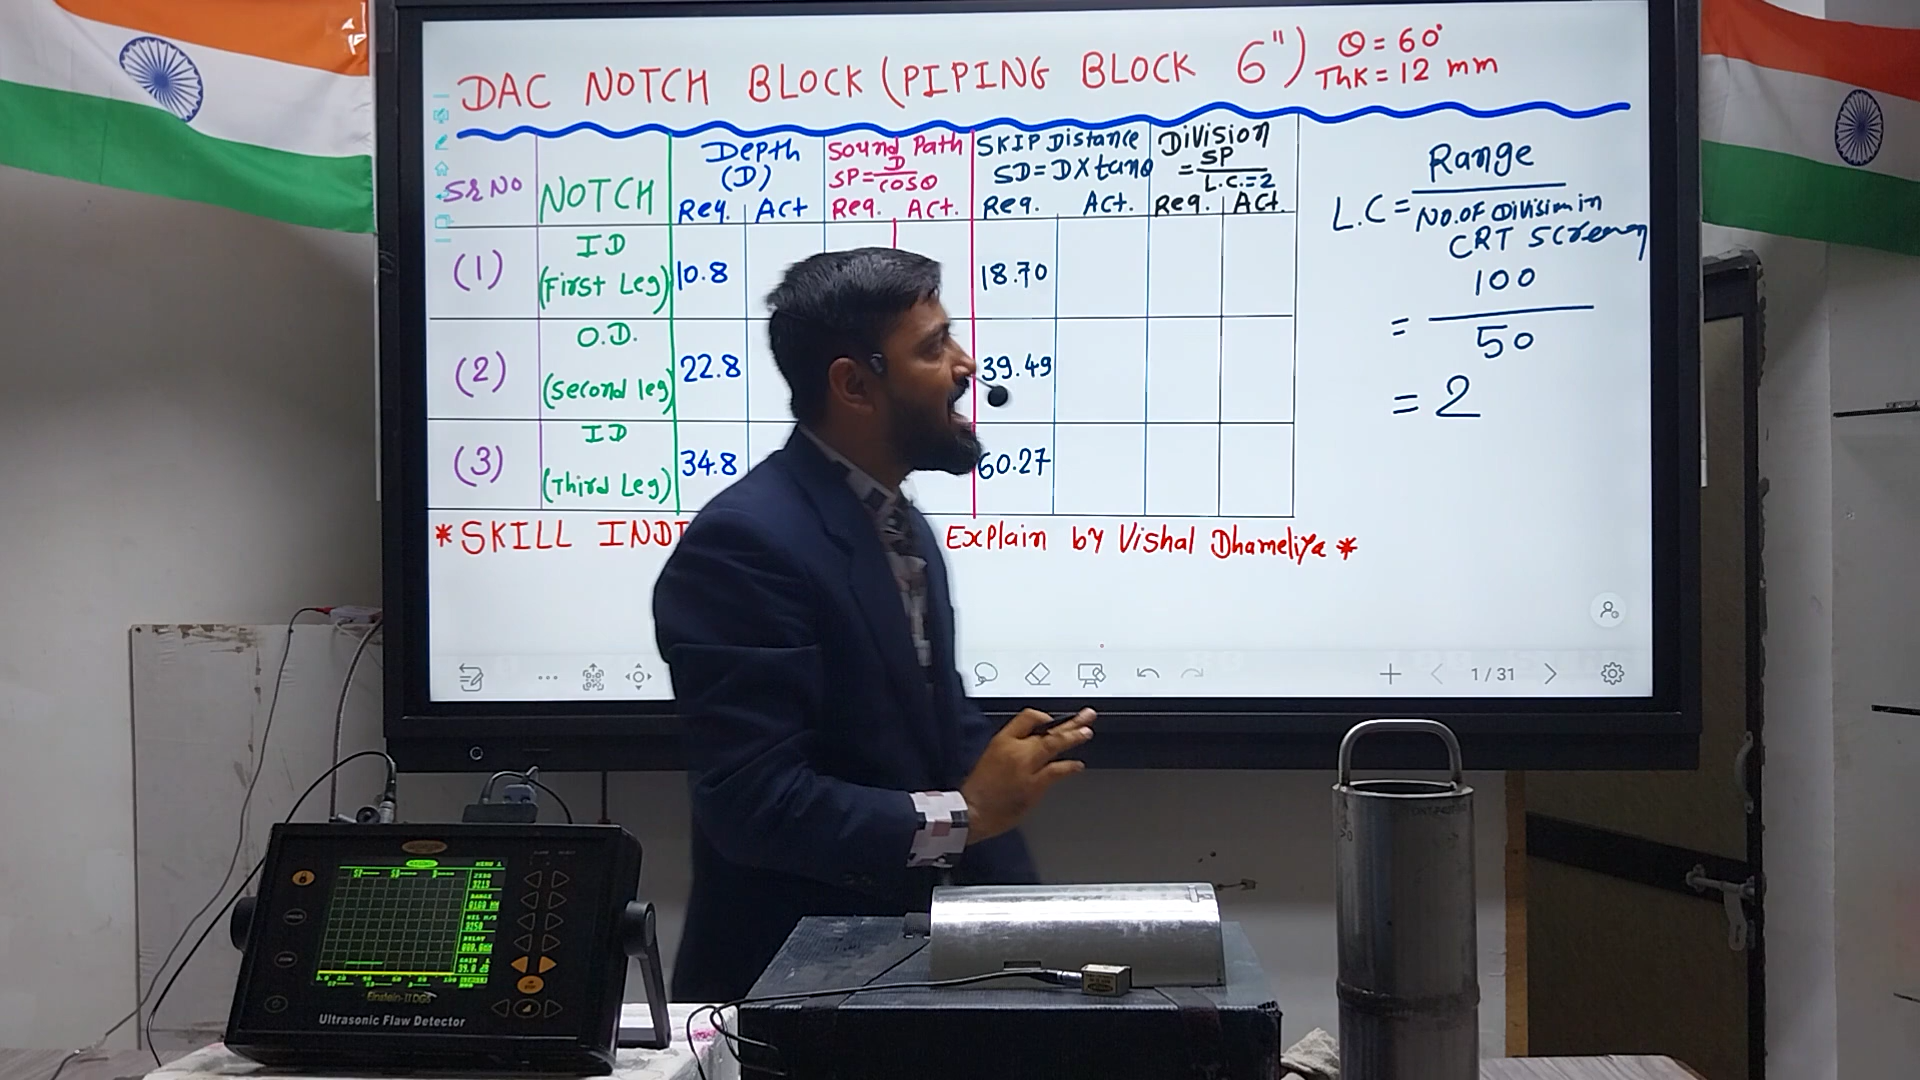 DAC NOTCH BLOCK (PIPING BLOCK 6")
Θ = 60°
Thk = 12 mm
Sr No
NOTCH
Depth
(D)
Req. Act
Sound Path
SP = D
cosθ
Req. Act.
SKIP Distance
SD = D X tanθ
Req. Act.
Division
= SP
L.C. = 2
Req. Act.
(1)
ID
(First Leg)
10.8
18.70
(2)
O.D.
(second leg)
22.8
39.49
(3)
ID
(Third Leg)
34.8
60.27
* SKILL
Explain by Vishal Dhameliya *
Range
L.C =
No. of Division in
CRT Screen
100
=
50
= 2
1 / 31
Einstein-II DGS
Ultrasonic Flaw Detector